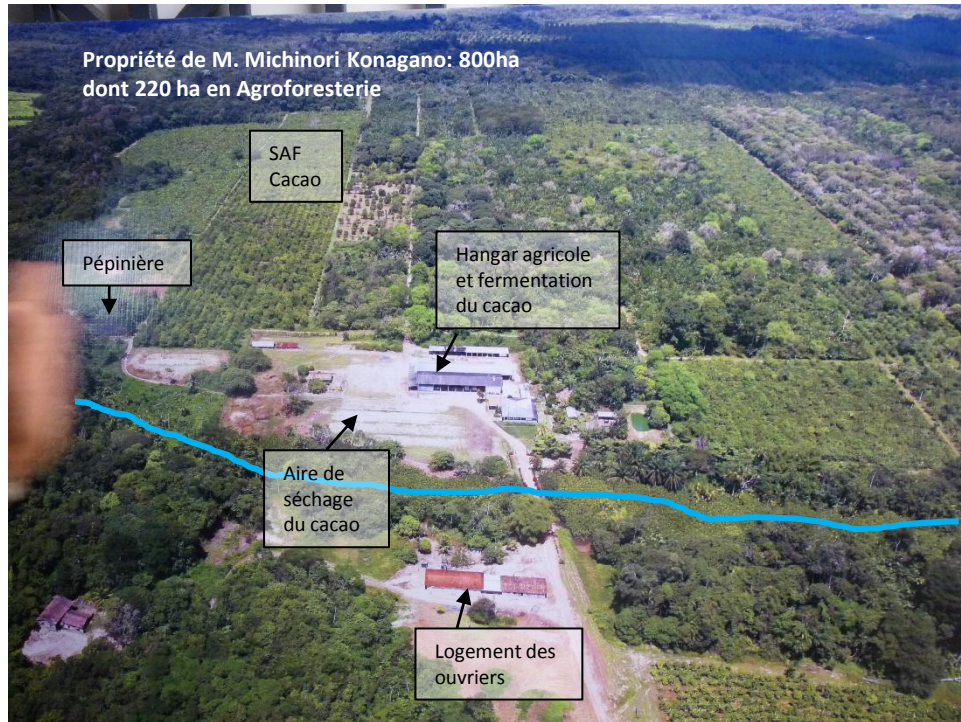 Propriété de M. Michinori Konagano: 800ha
dont 220 ha en Agroforesterie
SAF
Cacao
Pépinière
Hangar agricole
et fermentation
du cacao
Aire de
séchage
du cacao
Logement des
ouvriers